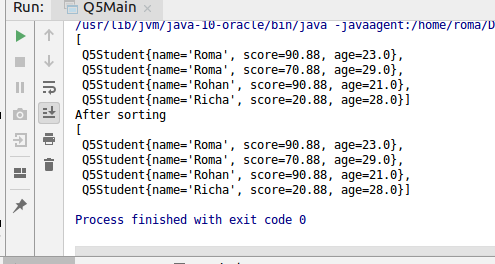 Run: Q5Main ×
/usr/lib/jvm/java-10-oracle/bin/java -javaagent:/home/roma/D
[
Q5Student{name='Roma', score=90.88, age=23.0},
Q5Student{name='Roma', score=70.88, age=29.0},
Q5Student{name='Rohan', score=90.88, age=21.0},
Q5Student{name='Richa', score=20.88, age=28.0}]
After sorting
[
Q5Student{name='Roma', score=90.88, age=23.0},
Q5Student{name='Roma', score=70.88, age=29.0},
Q5Student{name='Rohan', score=90.88, age=21.0},
Q5Student{name='Richa', score=20.88, age=28.0}]
Process finished with exit code 0